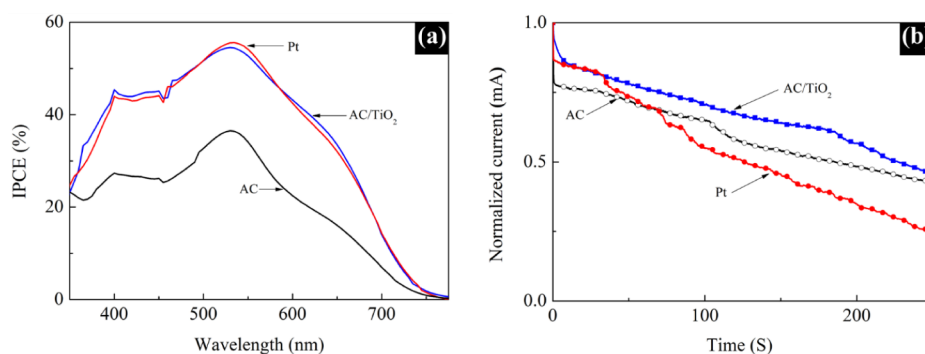 (a)
60
40
20
0
IPCE (%)
400
500
600
700
Wavelength (nm)
Pt
AC/TiO₂
AC
(b)
1.0
0.5
0.0
Normalized current (mA)
0
100
200
Time (S)
AC/TiO₂
AC
Pt